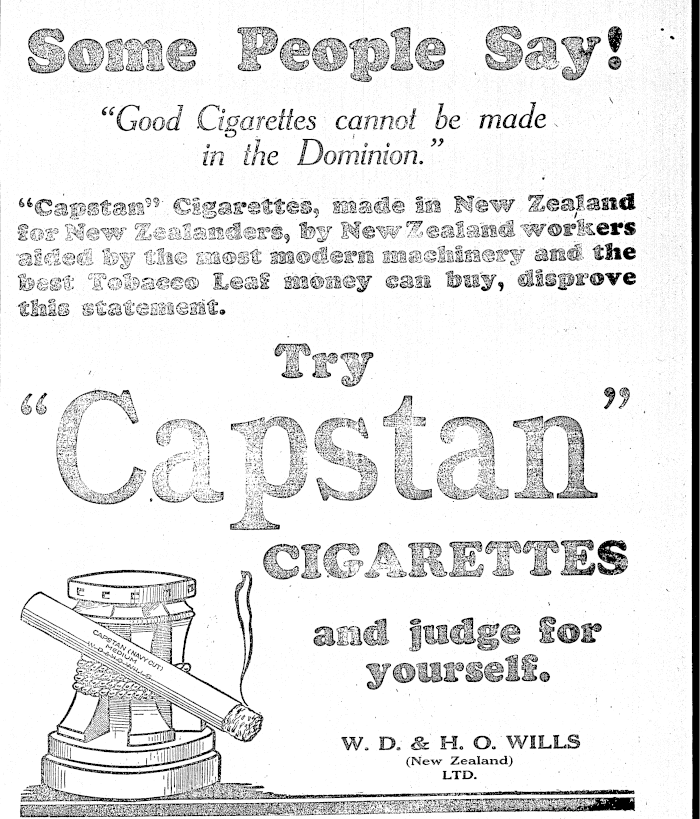 Some People Say!
“Good Cigarettes cannot be made
in the Dominion.”
“Capstan” Cigarettes, made in New Zealand
for New Zealanders, by New Zealand workers
aided by the most modern machinery and the
best Tobacco Leaf money can buy, disprove
this statement.
Try
“Capstan”
CIGARETTES
CAPSTAN (NAVY CUT)
MEDIUM
W.D.& H.O.WILLS
and judge for
yourself.
W. D. & H. O. WILLS
(New Zealand)
LTD.